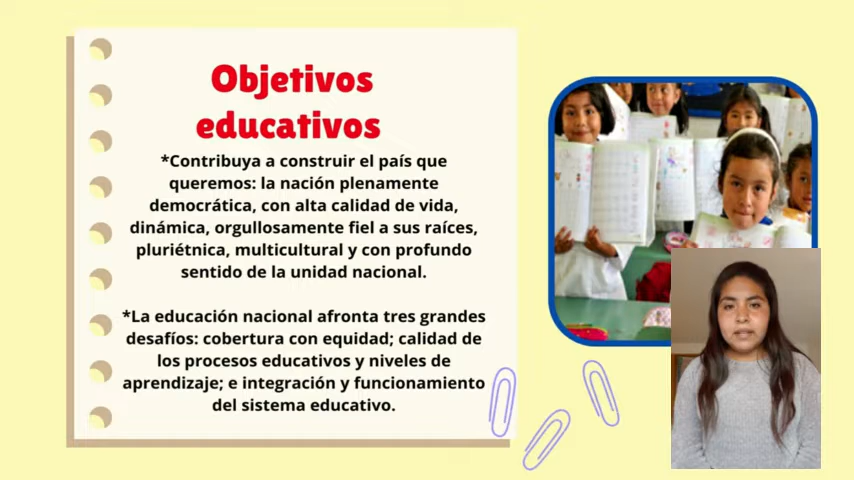 Objetivos
educativos
*Contribuya a construir el país que
queremos: la nación plenamente
democrática, con alta calidad de vida,
dinámica, orgullosamente fiel a sus raíces,
pluriétnica, multicultural y con profundo
sentido de la unidad nacional.
*La educación nacional afronta tres grandes
desafíos: cobertura con equidad; calidad de
los procesos educativos y niveles de
aprendizaje; e integración y funcionamiento
del sistema educativo.